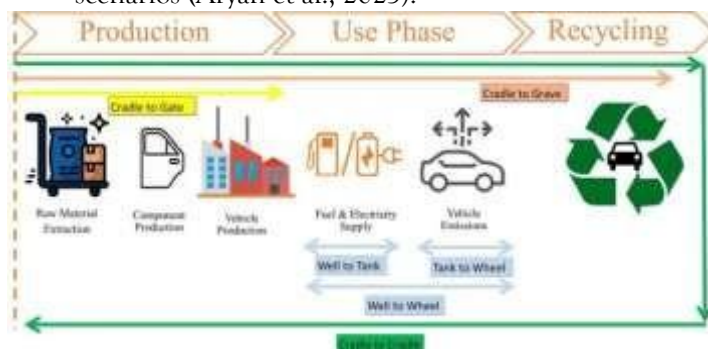 scenarios (Aryan et al., 2023).
Production Use Phase Recycling
Cradle to Gate Cradle to Grave
Raw Material Extraction
Component Production
Vehicle Production
Fuel & Electricity Supply
Vehicle Emissions
Well to Tank Tank to Wheel
Well to Wheel
Cradle to Cradle